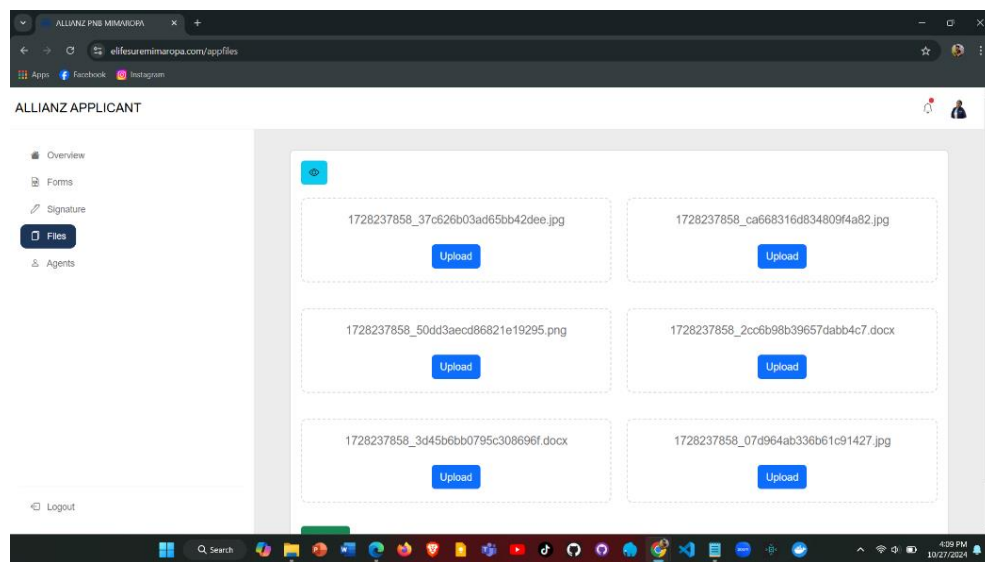 ALLIANZ PNB MIMAROPA
elifesuremimaropa.com/appfiles
Apps Facebook Instagram
ALLIANZ APPLICANT
Overview
Forms
Signature
Files
Agents
Logout
1728237858_37c626b03ad65bb42dee.jpg
Upload
1728237858_ca668316d834809f4a82.jpg
Upload
1728237858_50dd3aecd86821e19295.png
Upload
1728237858_2cc6b98b39657dabb4c7.docx
Upload
1728237858_3d45b6bb0795c308696f.docx
Upload
1728237858_07d964ab336b61c91427.jpg
Upload
Search
4:09 PM
10/27/2024